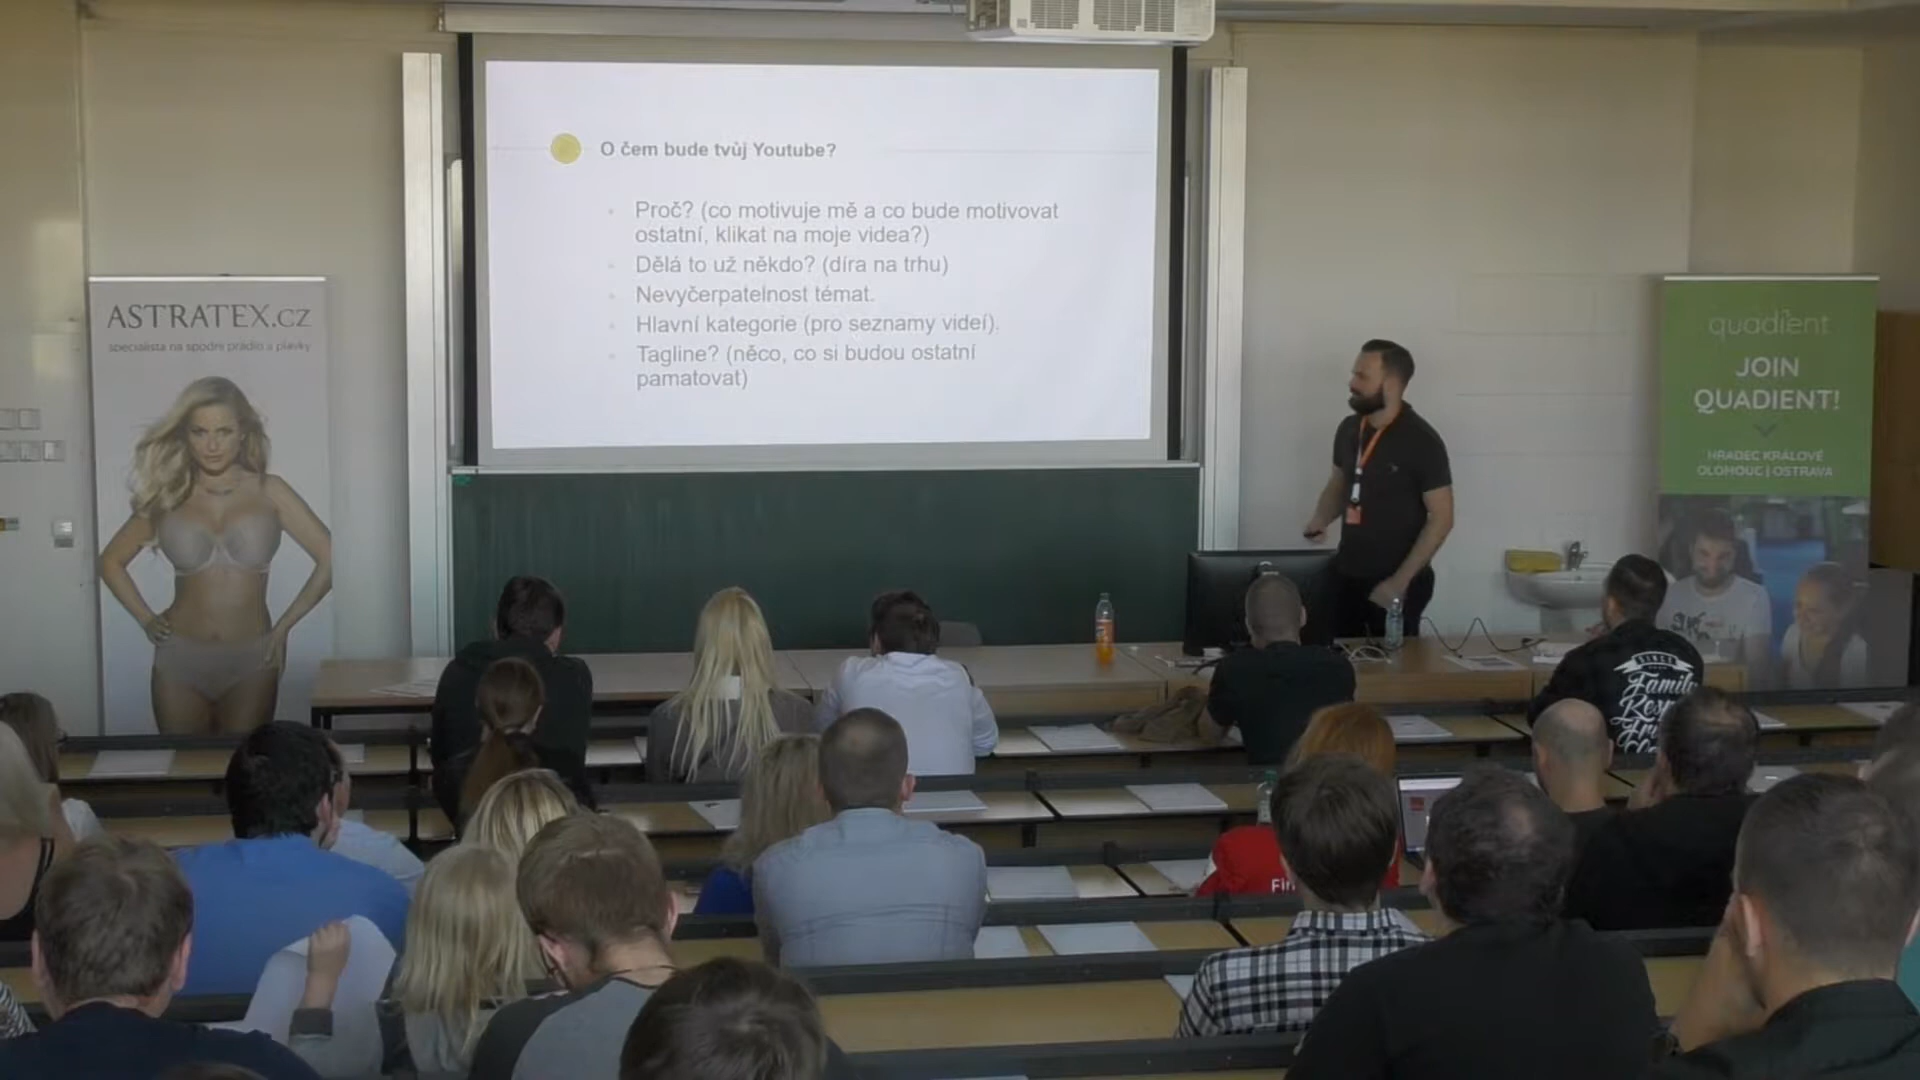 O čem bude tvůj Youtube?
Proč? (co motivuje mě a co bude motivovat
ostatní, klikat na moje videa?)
Dělá to už někdo? (díra na trhu)
Nevyčerpatelnost témat.
Hlavní kategorie (pro seznamy videí).
Tagline? (něco, co si budou ostatní
pamatovat)
ASTRATEX.cz
specialista na spodní prádlo a plavky
quadient
JOIN
QUADIENT!
HRADEC KRÁLOVÉ
OLOMOUC | OSTRAVA
SINCE
Family